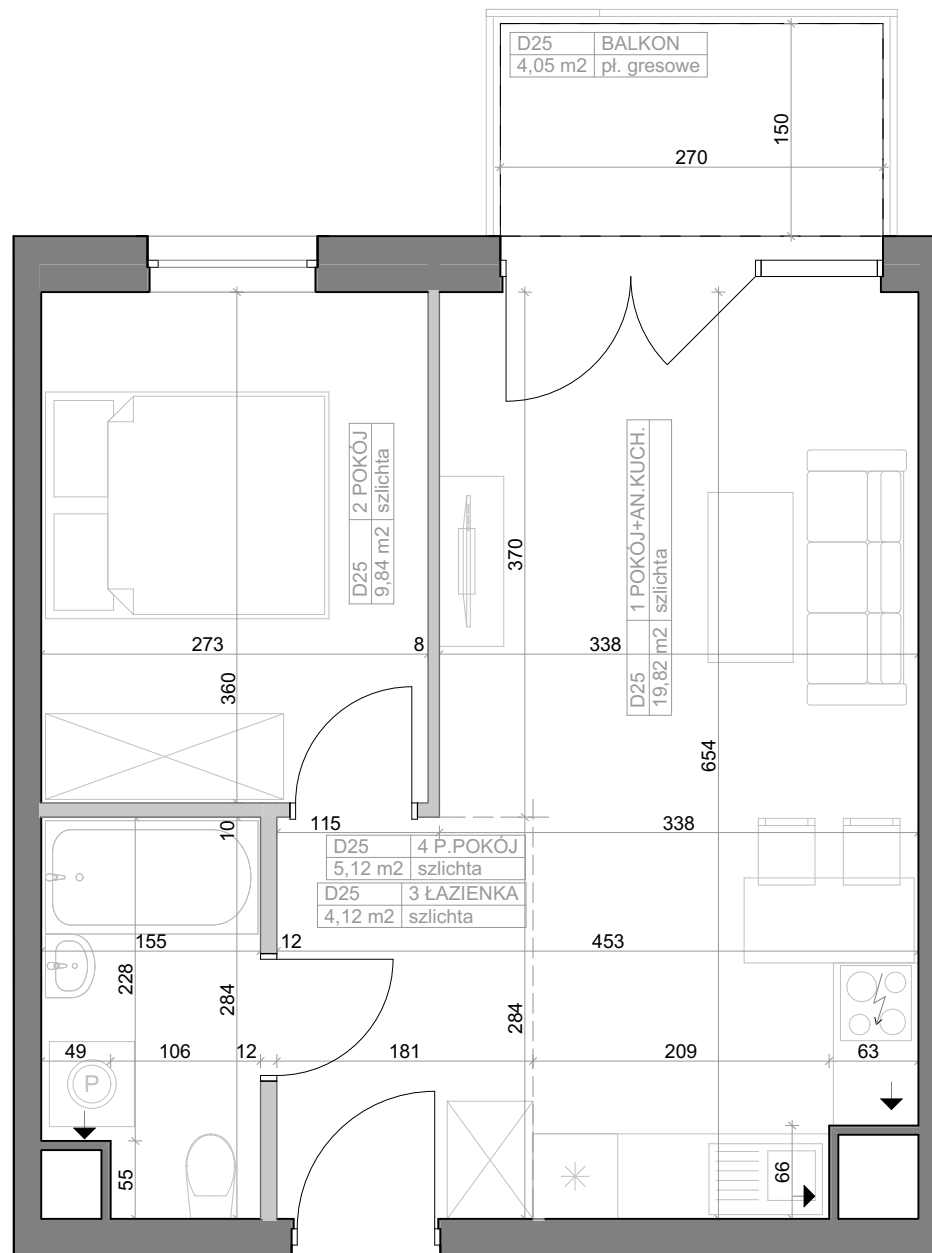 D25 BALKON
4,05 m2 pł. gresowe
150
270
D25 2 POKÓJ
9,84 m2 szlichta
D25 1 POKÓJ+AN.KUCH.
19,82 m2 szlichta
370
273
8
338
360
654
10
115
338
D25 4 P.POKÓJ
5,12 m2 szlichta
D25 3 ŁAZIENKA
4,12 m2 szlichta
155
12
453
228
284
284
49
106
12
181
209
63
P
55
66